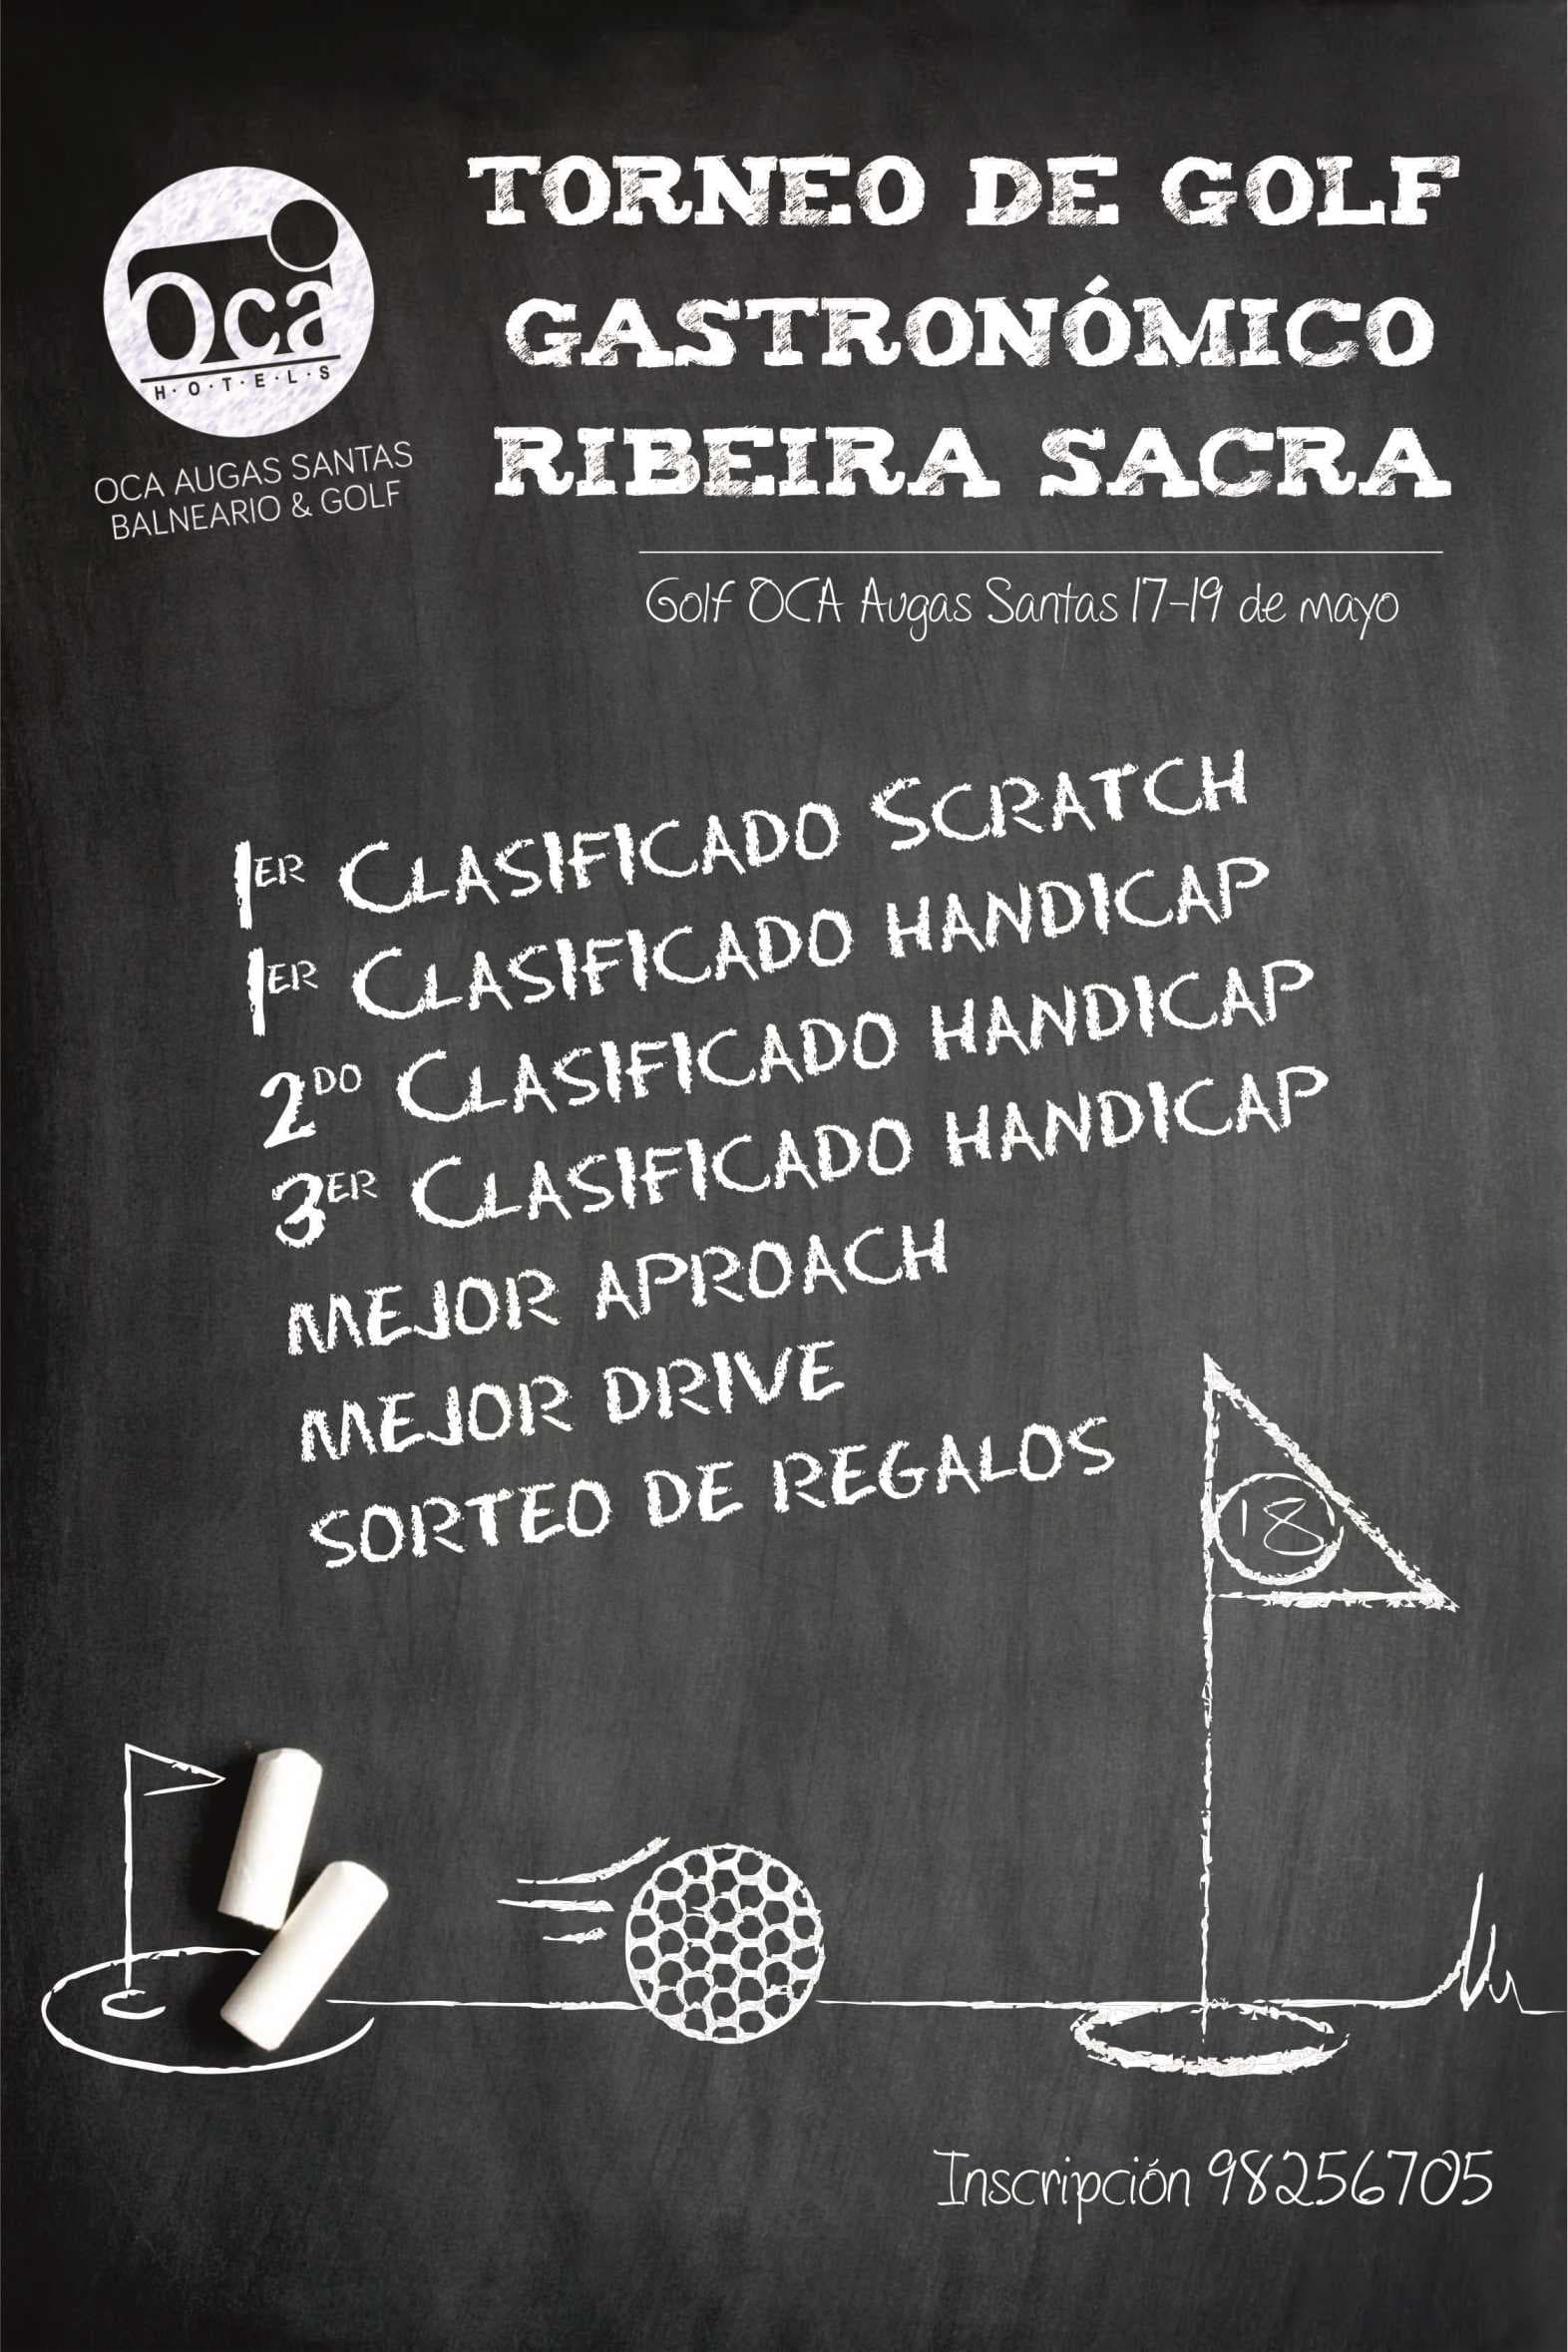 TORNEO DE GOLF
GASTRONÓMICO
RIBEIRA SACRA
Oca
H·O·T·E·L·S
OCA AUGAS SANTAS
BALNEARIO & GOLF
Golf OCA Augas Santas 17-19 de mayo
1ER CLASIFICADO SCRATCH
1ER CLASIFICADO HANDICAP
2DO CLASIFICADO HANDICAP
3ER CLASIFICADO HANDICAP
MEJOR APROACH
MEJOR DRIVE
SORTEO DE REGALOS
18
Inscripción 98256705